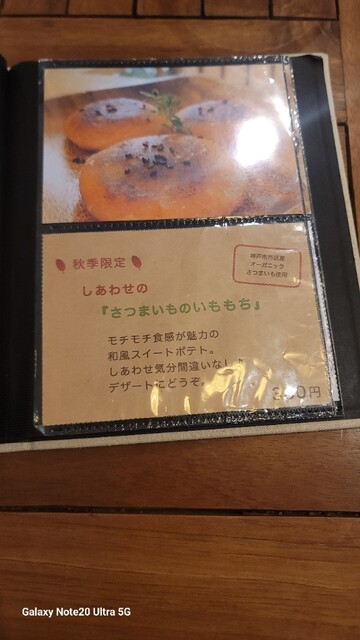 秋季限定
神戸市西区産
オーガニック
さつまいも使用
しあわせの
『さつまいものいももち』
モチモチ食感が魅力の
和風スイートポテト。
しあわせ気分間違いなし
デザートにどうぞ。
円
Galaxy Note20 Ultra 5G